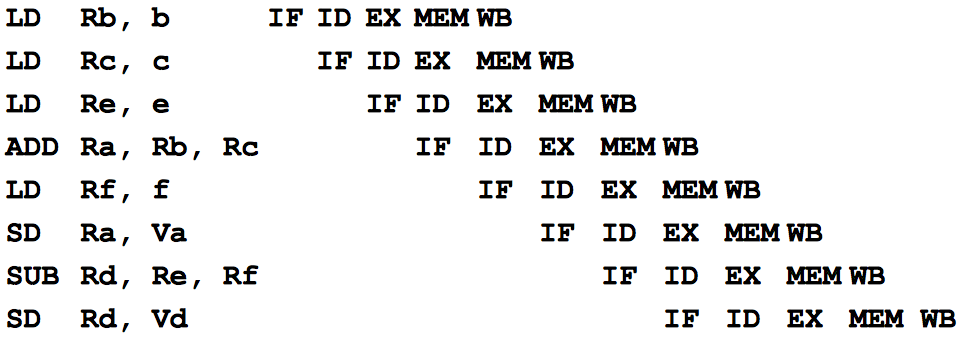 LD Rb, b IF ID EX MEM WB
LD Rc, c IF ID EX MEM WB
LD Re, e IF ID EX MEM WB
ADD Ra, Rb, Rc IF ID EX MEM WB
LD Rf, f IF ID EX MEM WB
SD Ra, Va IF ID EX MEM WB
SUB Rd, Re, Rf IF ID EX MEM WB
SD Rd, Vd IF ID EX MEM WB